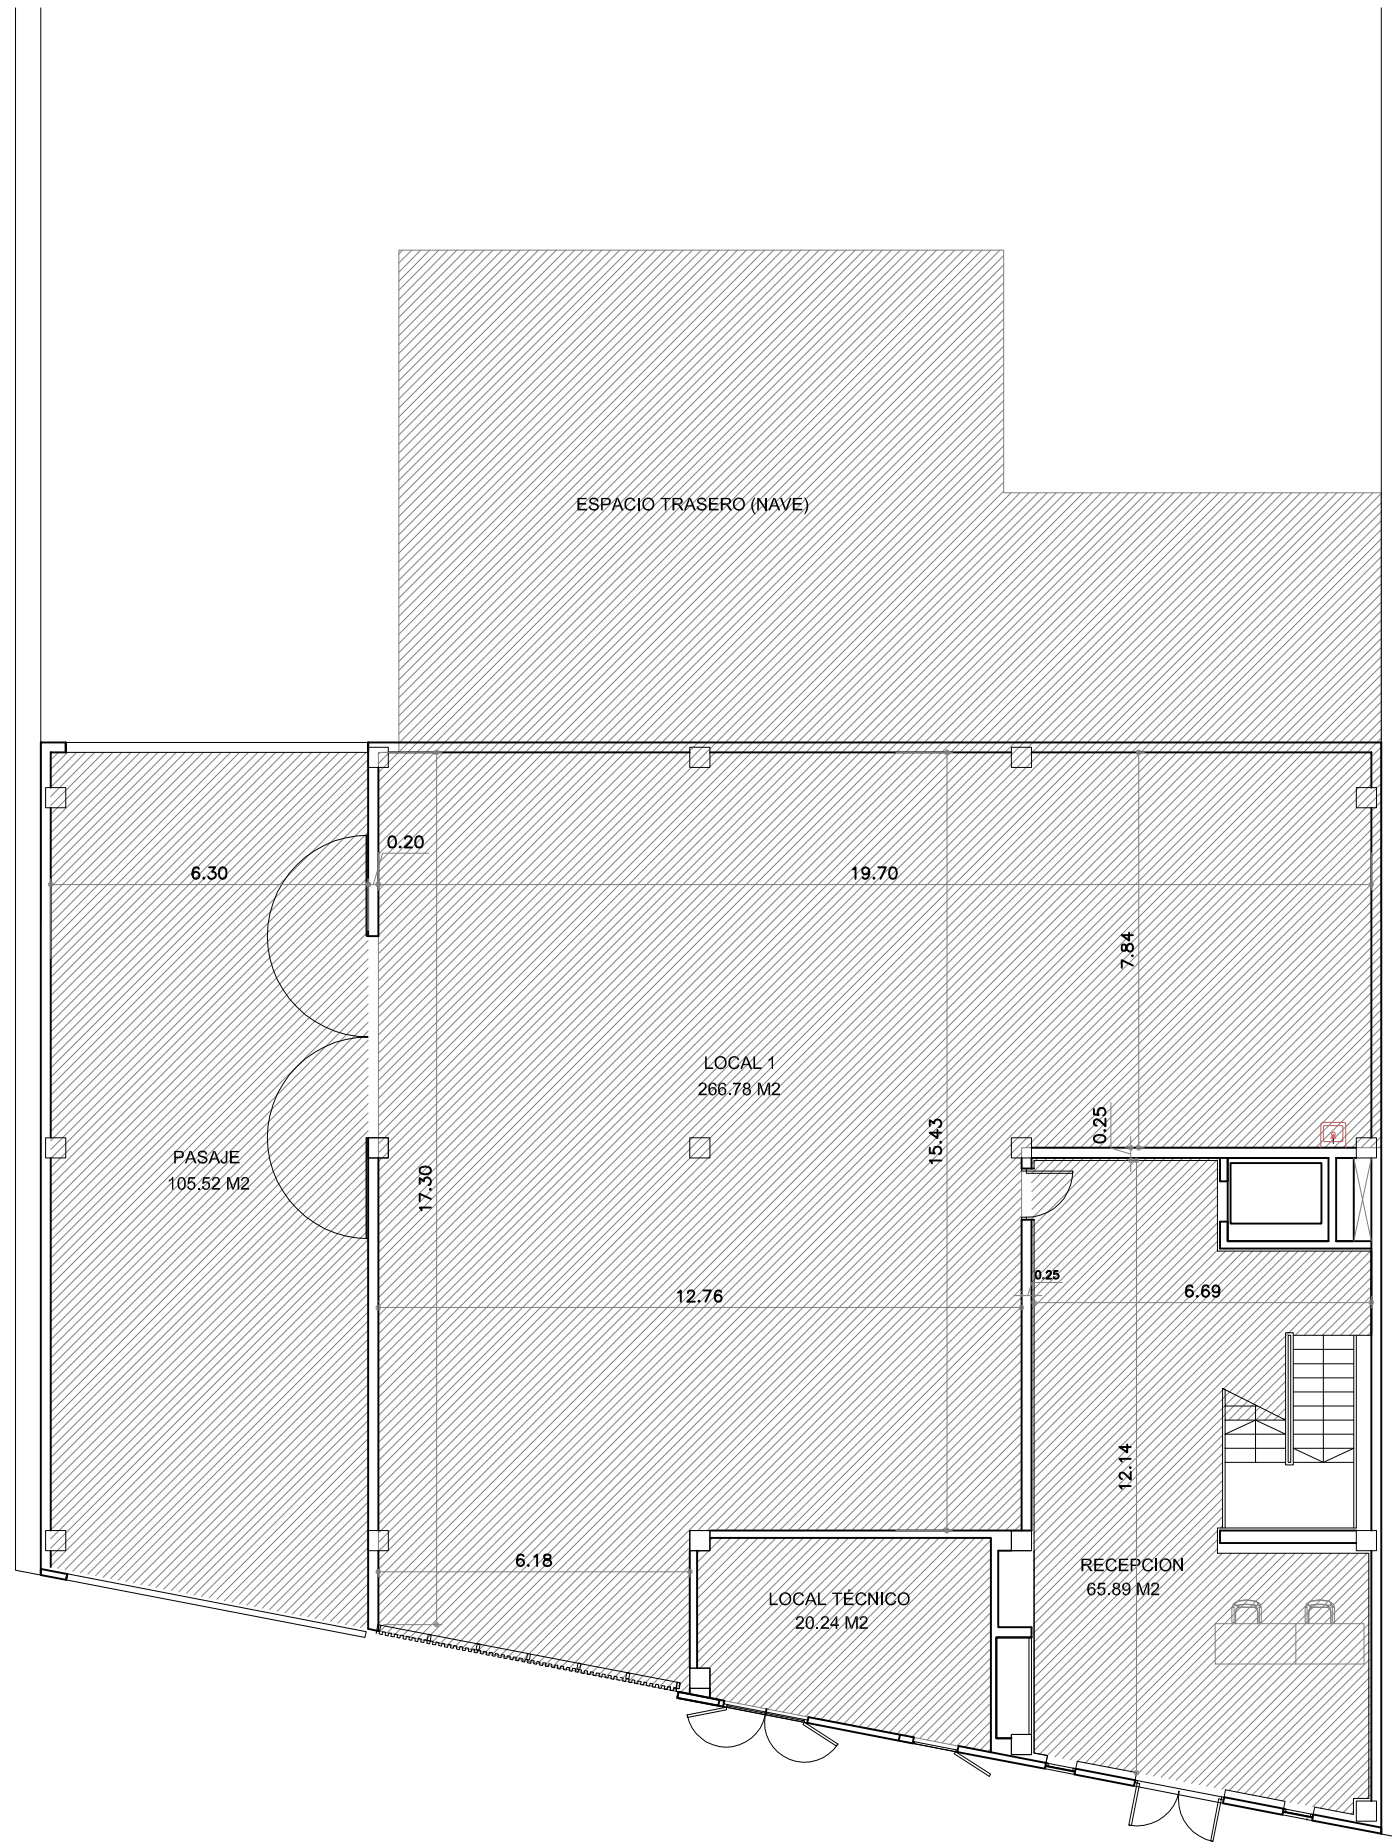 ESPACIO TRASERO (NAVE)
0.20
6.30
19.70
7.84
LOCAL 1
266.78 M2
0.25
15.43
PASAJE
105.52 M2
17.30
0.25
12.76
6.69
12.14
6.18
RECEPCION
65.89 M2
LOCAL TÉCNICO
20.24 M2